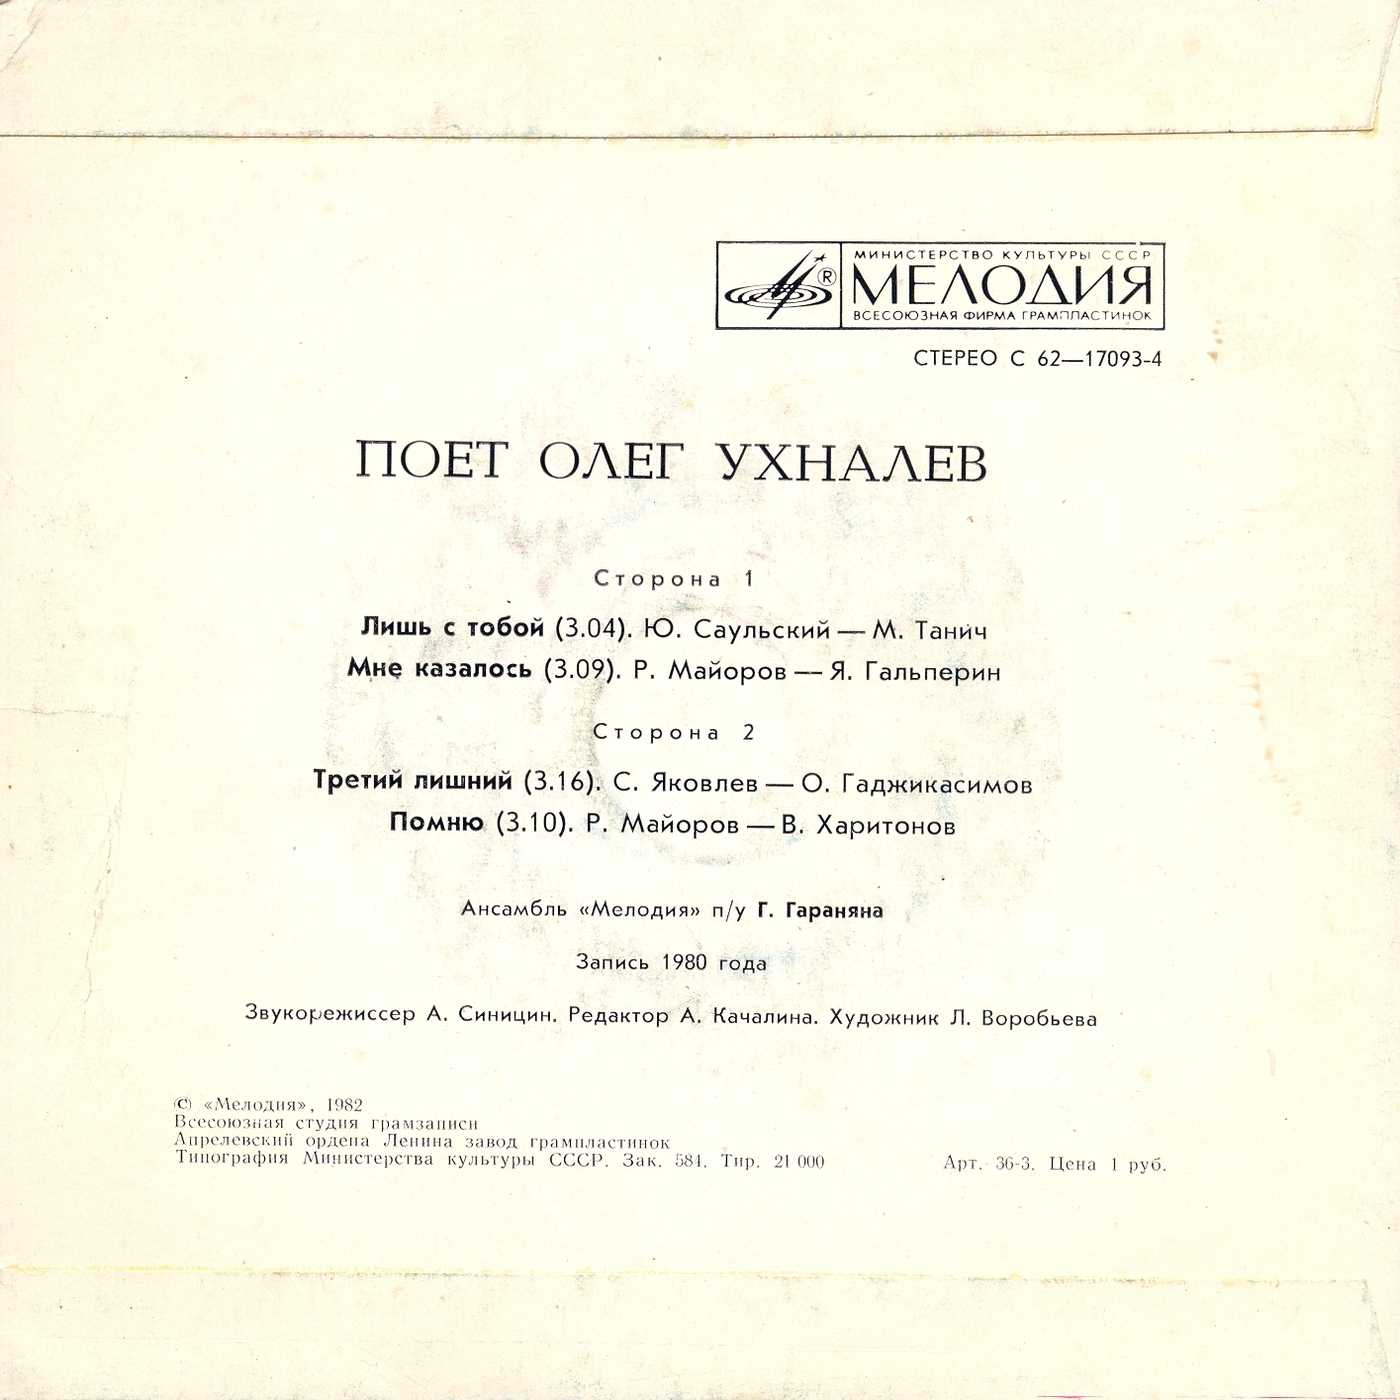 МИНИСТЕРСТВО КУЛЬТУРЫ СССР
МЕЛОДИЯ
ВСЕСОЮЗНАЯ ФИРМА ГРАМПЛАСТИНОК
СТЕРЕО С 62—17093-4
ПОЕТ ОЛЕГ УХНАЛЕВ
Сторона 1
Лишь с тобой (3.04). Ю. Саульский — М. Танич
Мне казалось (3.09). Р. Майоров — Я. Гальперин
Сторона 2
Третий лишний (3.16). С. Яковлев — О. Гаджикасимов
Помню (3.10). Р. Майоров — В. Харитонов
Ансамбль «Мелодия» п/у Г. Гараняна
Запись 1980 года
Звукорежиссер А. Синицин. Редактор А. Качалина. Художник Л. Воробьева
© «Мелодия», 1982
Всесоюзная студия грамзаписи
Апрелевский ордена Ленина завод грампластинок
Типография Министерства культуры СССР. Зак. 584. Тир. 21 000
Арт. 36-3. Цена 1 руб.